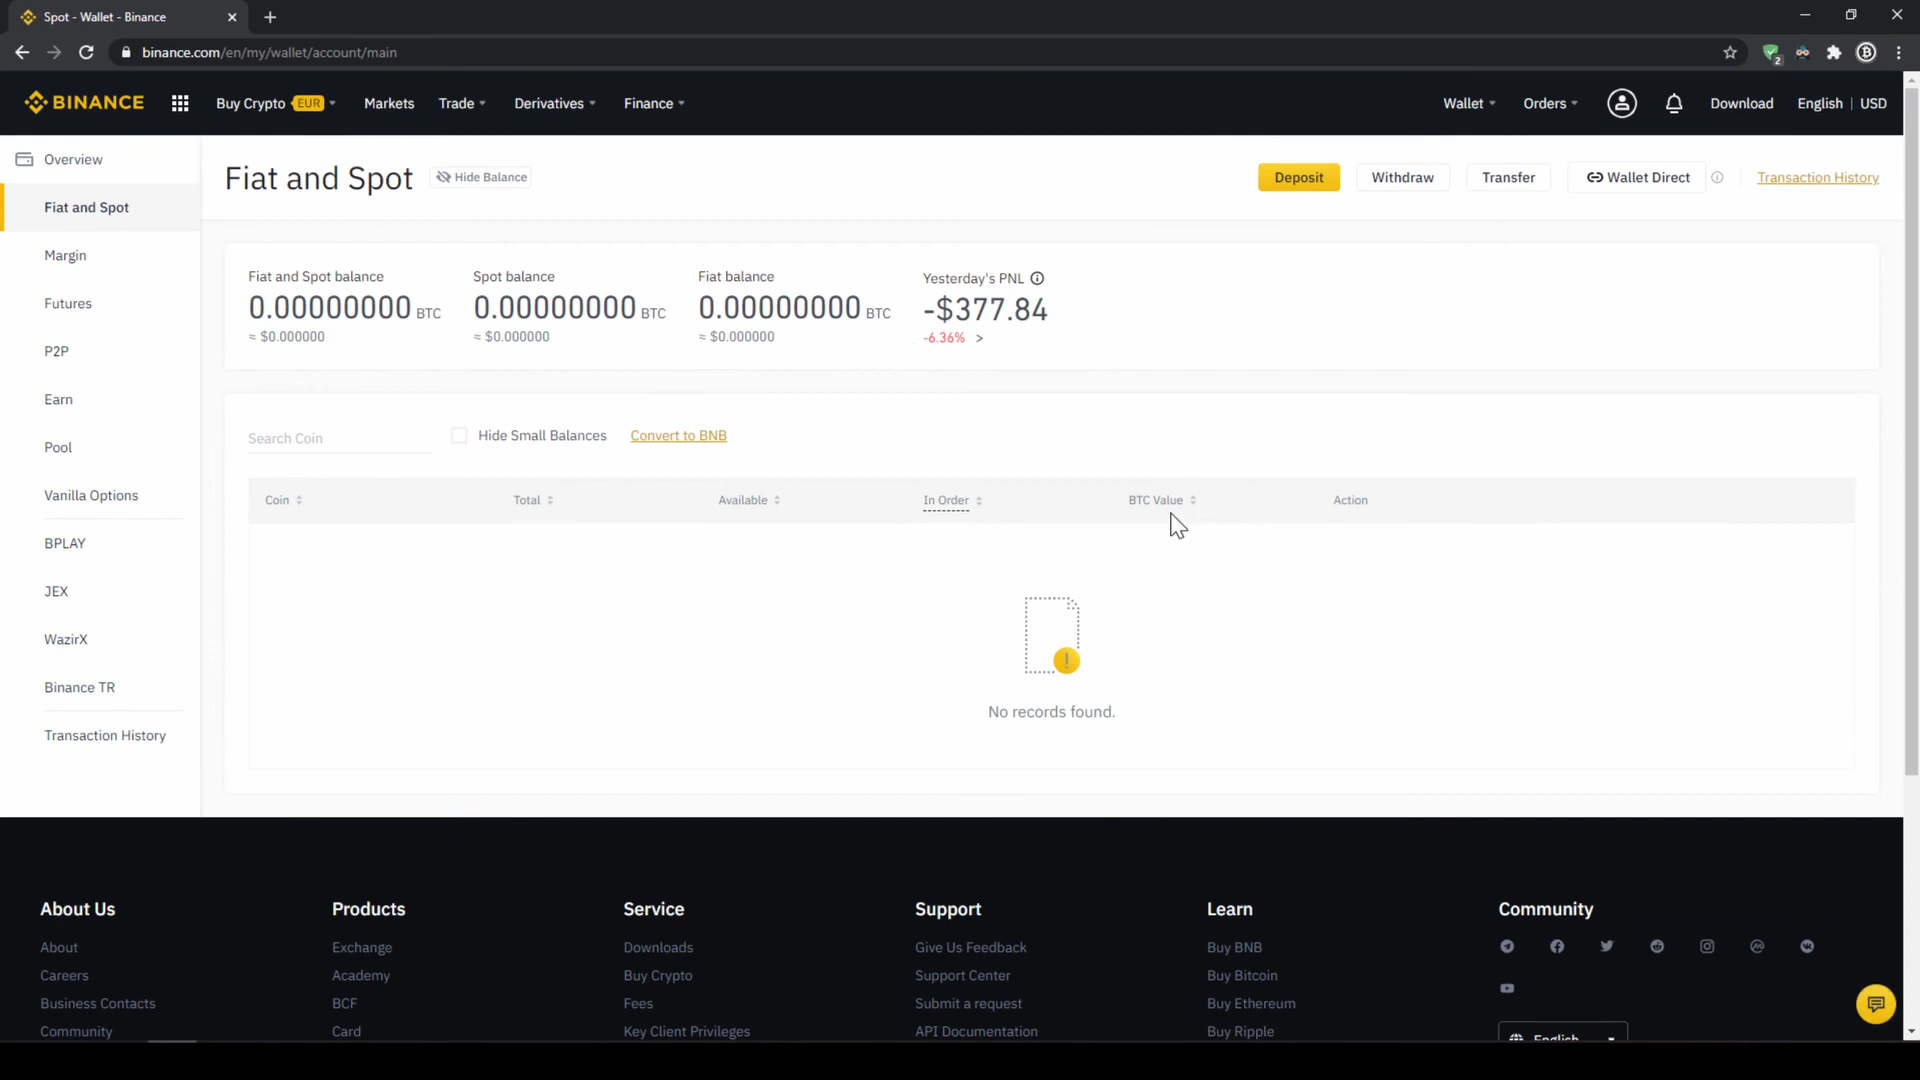 Spot - Wallet - Binance
binance.com/en/my/wallet/account/main
2
BINANCE
Buy Crypto EUR
Markets
Trade
Derivatives
Finance
Wallet
Orders
Download
English | USD
Overview
Fiat and Spot
Margin
Futures
P2P
Earn
Pool
Vanilla Options
BPLAY
JEX
WazirX
Binance TR
Transaction History
Fiat and Spot
Hide Balance
Deposit
Withdraw
Transfer
Wallet Direct
Transaction History
Fiat and Spot balance
0.00000000 BTC
≈ $0.000000
Spot balance
0.00000000 BTC
≈ $0.000000
Fiat balance
0.00000000 BTC
≈ $0.000000
Yesterday's PNL
-$377.84
-6.36% >
Search Coin
Hide Small Balances
Convert to BNB
Coin
Total
Available
In Order
BTC Value
Action
!
No records found.
About Us
About
Careers
Business Contacts
Community
Products
Exchange
Academy
BCF
Card
Service
Downloads
Buy Crypto
Fees
Key Client Privileges
Support
Give Us Feedback
Support Center
Submit a request
API Documentation
Learn
Buy BNB
Buy Bitcoin
Buy Ethereum
Buy Ripple
Community
English